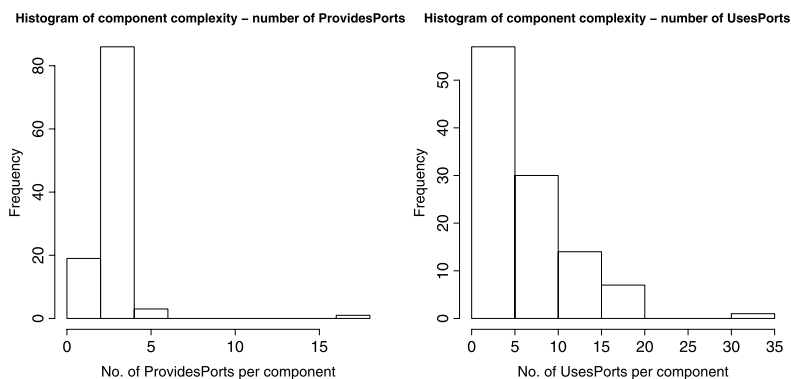 Histogram of component complexity − number of ProvidesPorts
Frequency
80
60
40
20
0
0 5 10 15
No. of ProvidesPorts per component
Histogram of component complexity − number of UsesPorts
Frequency
50
40
30
20
10
0
0 5 10 15 20 25 30 35
No. of UsesPorts per component